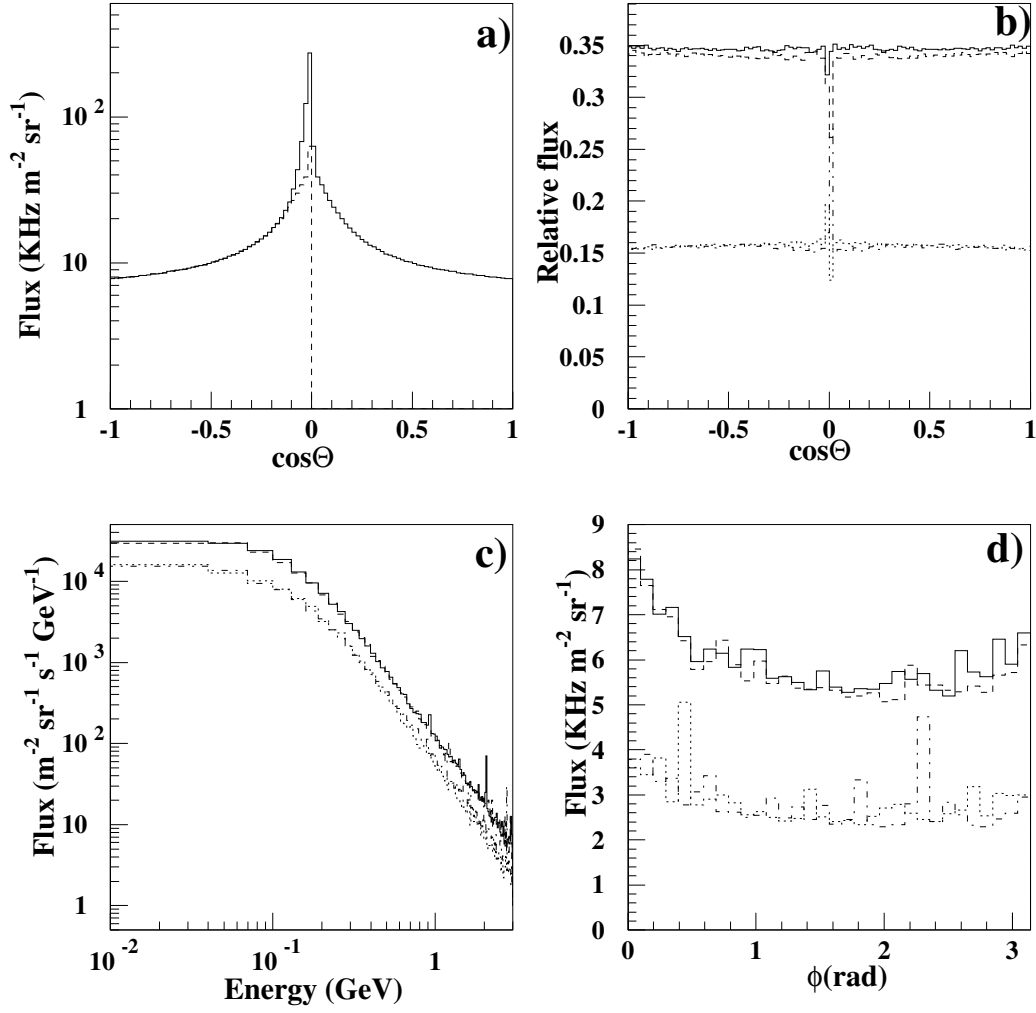 a)
Flux (KHz m⁻² sr⁻¹)
10²
10
1
-1 -0.5 0 0.5 1
cosΘ
b)
Relative flux
0.35
0.3
0.25
0.2
0.15
0.1
0.05
0
-1 -0.5 0 0.5 1
cosΘ
c)
Flux (m⁻² sr⁻¹ s⁻¹ GeV⁻¹)
10⁴
10³
10²
10
1
10⁻² 10⁻¹ 1
Energy (GeV)
d)
Flux (KHz m⁻² sr⁻¹)
9
8
7
6
5
4
3
2
1
0
0 1 2 3
ϕ(rad)